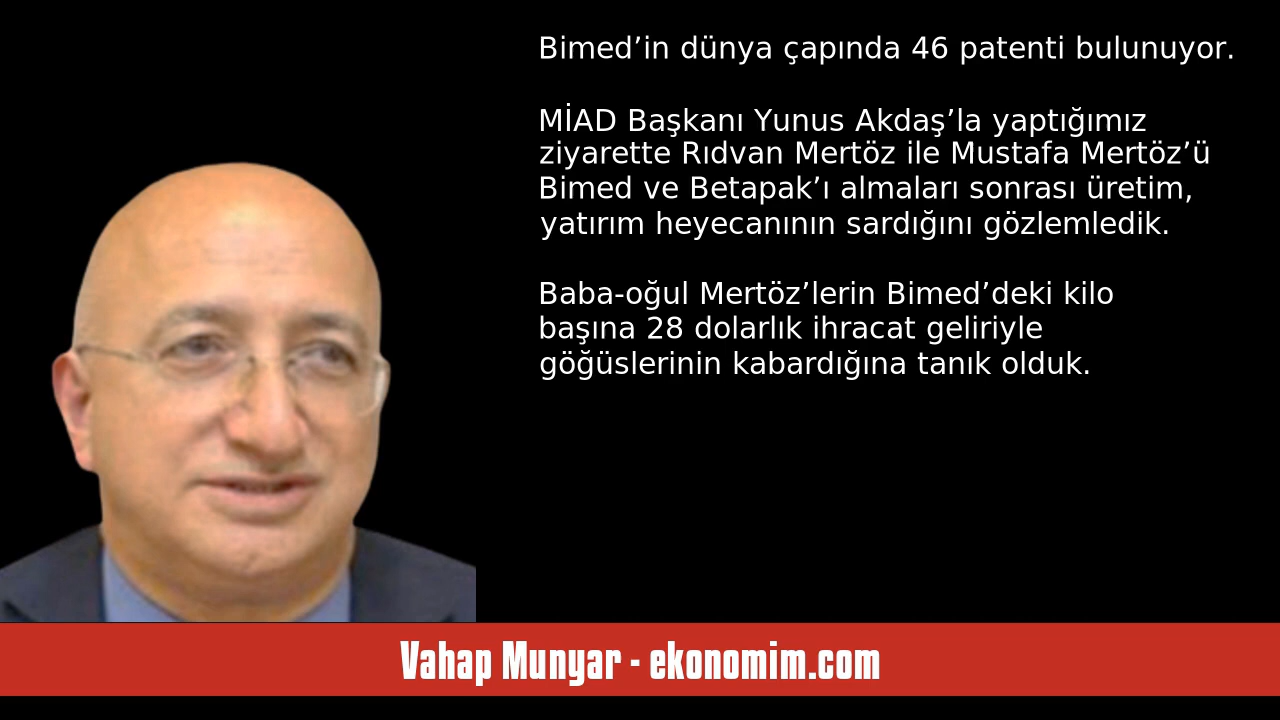 Bimed’in dünya çapında 46 patenti bulunuyor.
MİAD Başkanı Yunus Akdaş’la yaptığımız
ziyarette Rıdvan Mertöz ile Mustafa Mertöz’ü
Bimed ve Betapak’ı almaları sonrası üretim,
yatırım heyecanının sardığını gözlemledik.
Baba-oğul Mertöz’lerin Bimed’deki kilo
başına 28 dolarlık ihracat geliriyle
göğüslerinin kabardığına tanık olduk.
Vahap Munyar - ekonomim.com